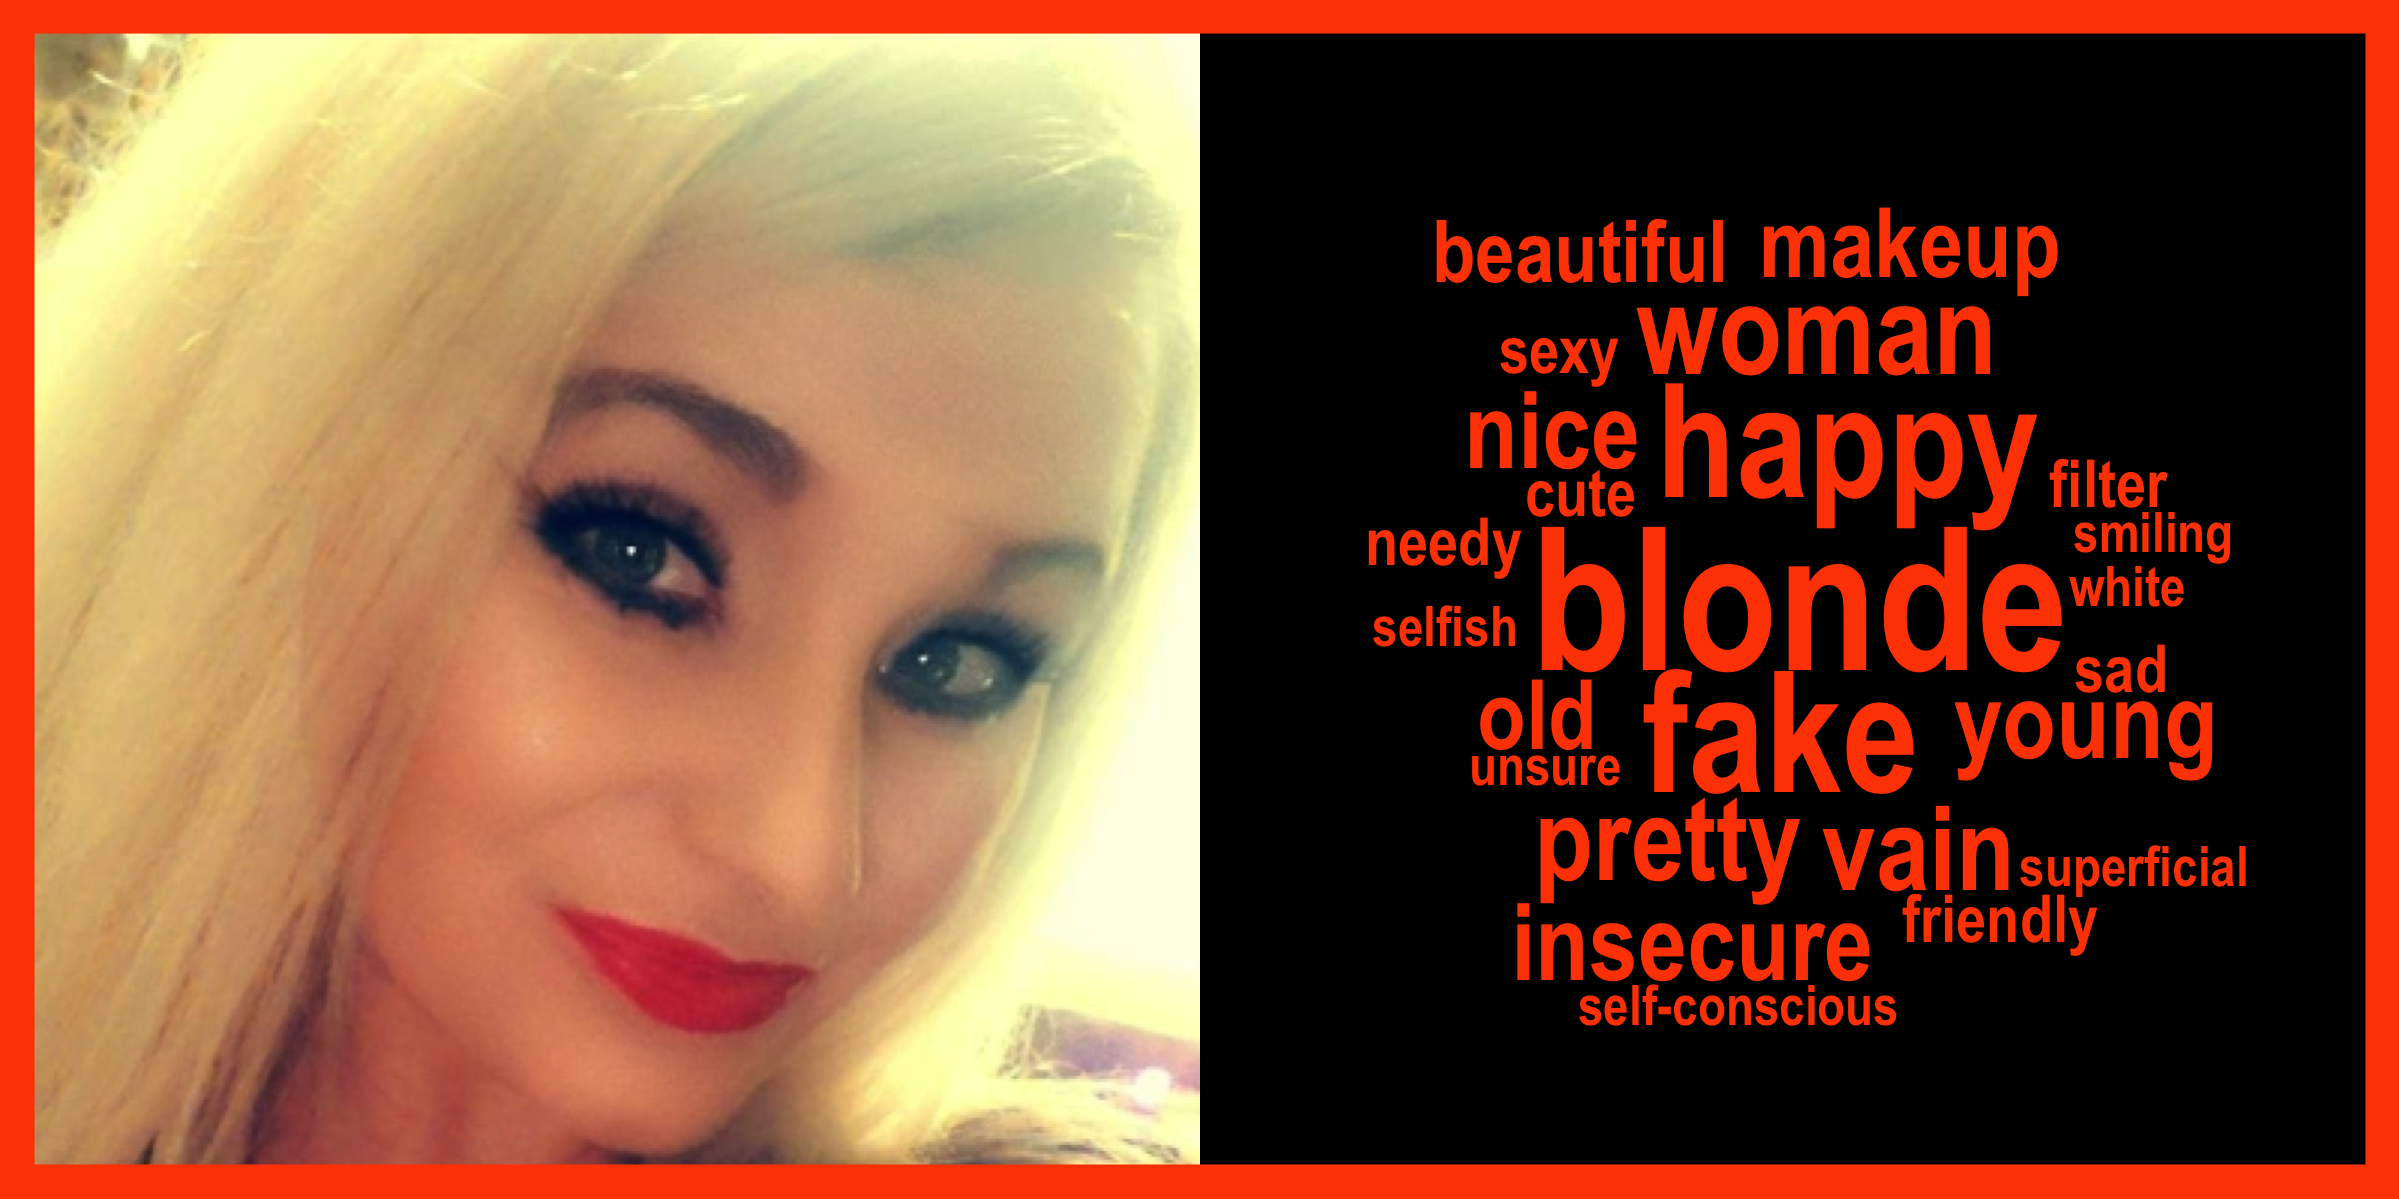 beautiful makeup
sexy woman
nice happy
cute filter
needy blonde smiling
white
selfish
sad
old fake young
unsure
pretty vain superficial
insecure friendly
self-conscious